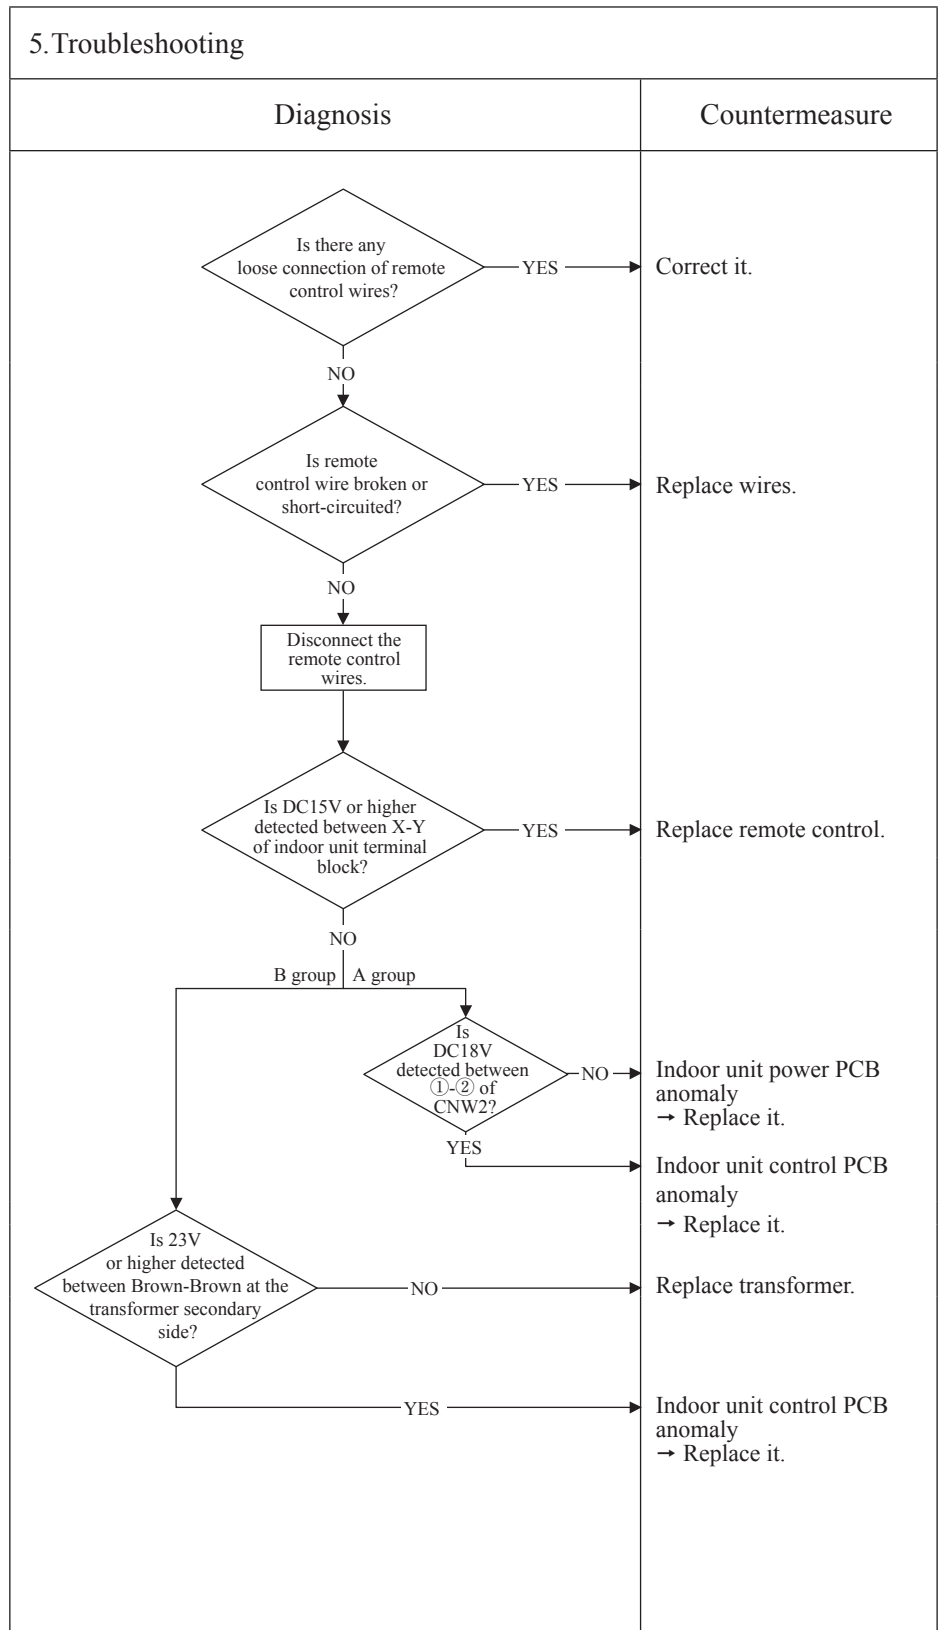 5.Troubleshooting
Diagnosis
Countermeasure
Is there any
loose connection of remote
control wires?
YES
Correct it.
NO
Is remote
control wire broken or
short-circuited?
YES
Replace wires.
NO
Disconnect the
remote control
wires.
Is DC15V or higher
detected between X-Y
of indoor unit terminal
block?
YES
Replace remote control.
NO
B group
A group
Is
DC18V
detected between
①-② of
CNW2?
NO
Indoor unit power PCB
anomaly
→ Replace it.
YES
Indoor unit control PCB
anomaly
→ Replace it.
Is 23V
or higher detected
between Brown-Brown at the
transformer secondary
side?
NO
Replace transformer.
YES
Indoor unit control PCB
anomaly
→ Replace it.